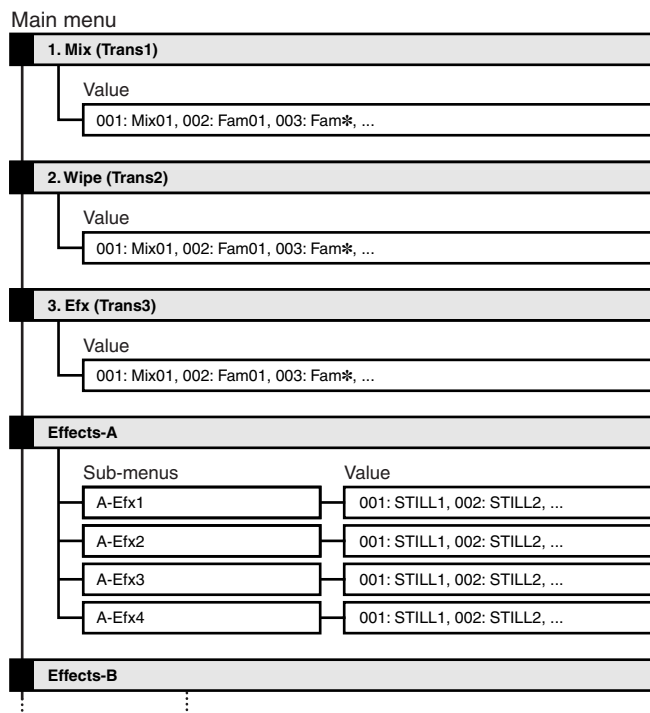 Main menu
1. Mix (Trans1)
Value
001: Mix01, 002: Fam01, 003: Fam✻, ...
2. Wipe (Trans2)
Value
001: Mix01, 002: Fam01, 003: Fam✻, ...
3. Efx (Trans3)
Value
001: Mix01, 002: Fam01, 003: Fam✻, ...
Effects-A
Sub-menus Value
A-Efx1 001: STILL1, 002: STILL2, ...
A-Efx2 001: STILL1, 002: STILL2, ...
A-Efx3 001: STILL1, 002: STILL2, ...
A-Efx4 001: STILL1, 002: STILL2, ...
Effects-B